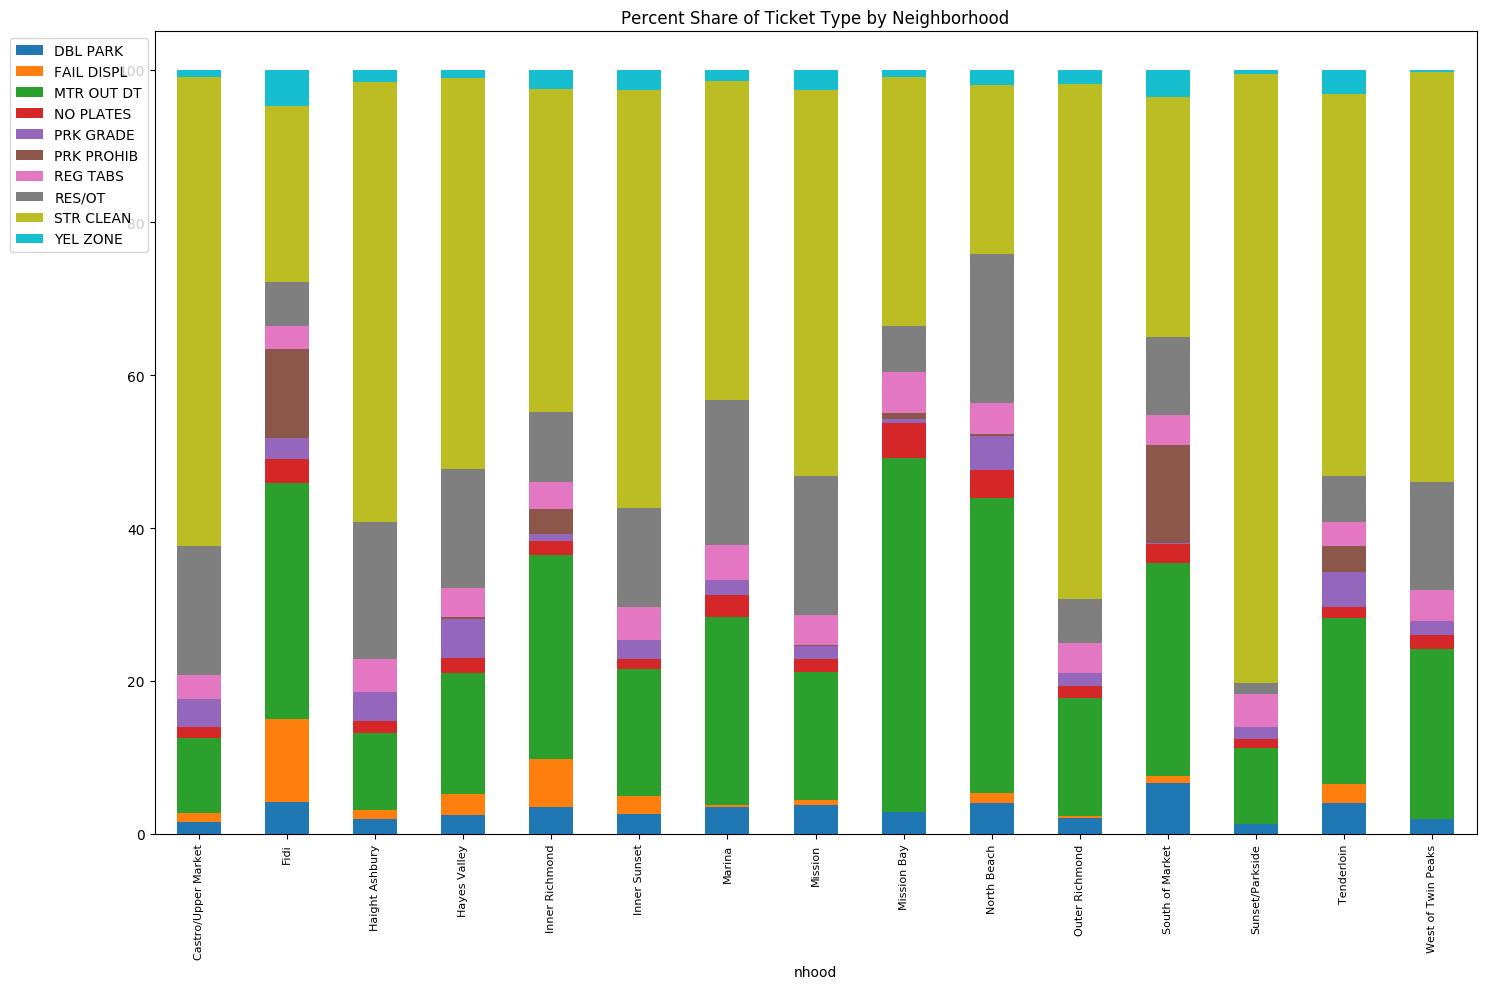 Percent Share of Ticket Type by Neighborhood
DBL PARK
FAIL DISPL
MTR OUT DT
NO PLATES
PRK GRADE
PRK PROHIB
REG TABS
RES/OT
STR CLEAN
YEL ZONE
100
80
60
40
20
0
Castro/Upper Market
Fidi
Haight Ashbury
Hayes Valley
Inner Richmond
Inner Sunset
Marina
Mission
Mission Bay
North Beach
Outer Richmond
South of Market
Sunset/Parkside
Tenderloin
West of Twin Peaks
nhood